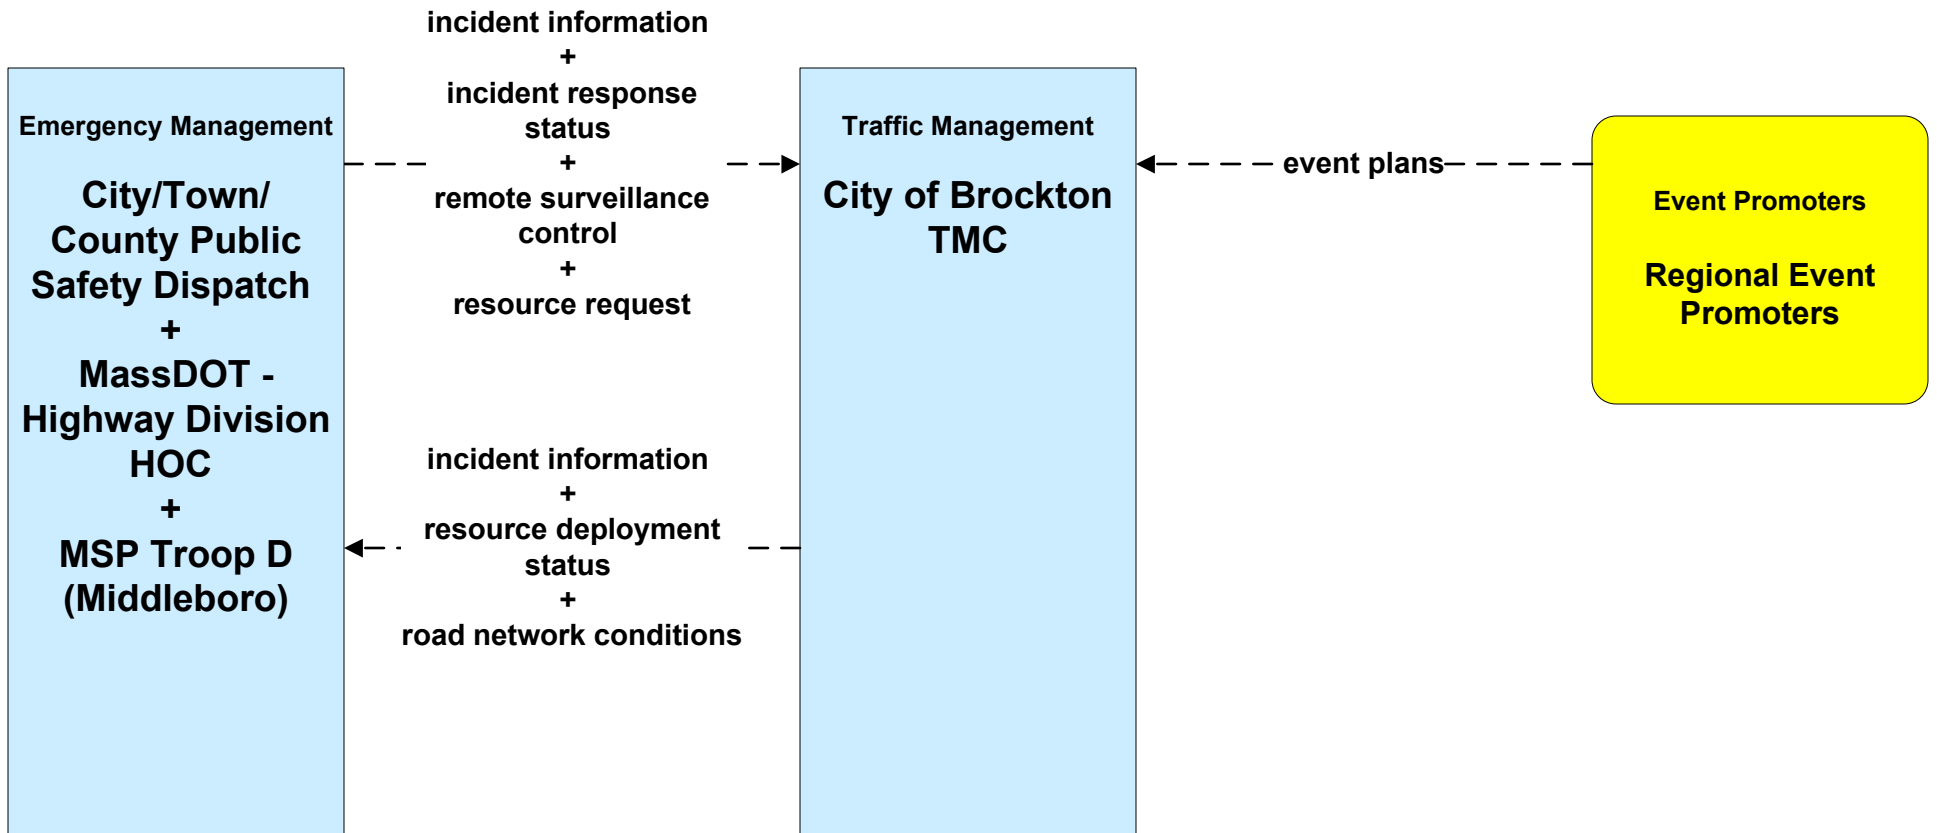 Emergency Management
City/Town/
County Public
Safety Dispatch
+
MassDOT -
Highway Division
HOC
+
MSP Troop D
(Middleboro)
incident information
+
incident response
status
+
remote surveillance
control
+
resource request
incident information
+
resource deployment
status
+
road network conditions
Traffic Management
City of Brockton
TMC
event plans
Event Promoters
Regional Event
Promoters